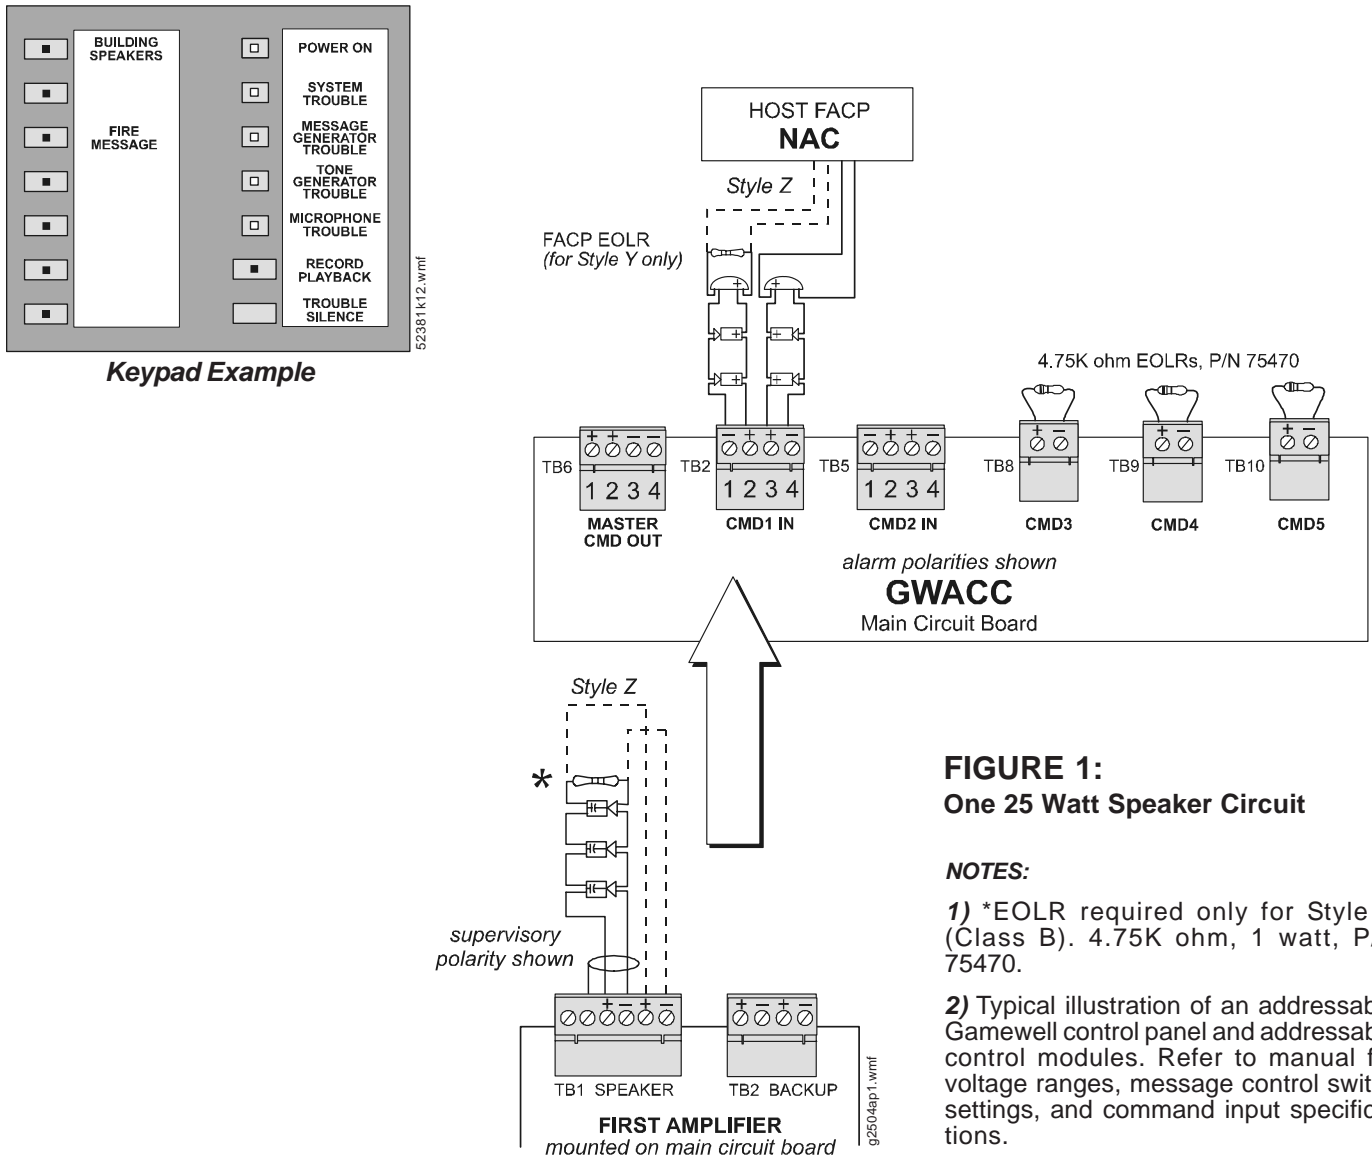 BUILDING
SPEAKERS
FIRE
MESSAGE
POWER ON
SYSTEM
TROUBLE
MESSAGE
GENERATOR
TROUBLE
TONE
GENERATOR
TROUBLE
MICROPHONE
TROUBLE
RECORD
PLAYBACK
TROUBLE
SILENCE
52381k12.wmf
Keypad Example
HOST FACP
NAC
Style Z
FACP EOLR
(for Style Y only)
4.75K ohm EOLRs, P/N 75470
TB6
+ + – –
1 2 3 4
MASTER
CMD OUT
TB2
– + + –
1 2 3 4
CMD1 IN
TB5
– + + –
1 2 3 4
CMD2 IN
TB8
+ –
CMD3
TB9
+ –
CMD4
TB10
+ –
CMD5
alarm polarities shown
GWACC
Main Circuit Board
Style Z
*
supervisory
polarity shown
+ – + –
TB1 SPEAKER
+ – + –
TB2 BACKUP
FIRST AMPLIFIER
mounted on main circuit board
g2504ap1.wmf
FIGURE 1:
One 25 Watt Speaker Circuit
NOTES:
1) *EOLR required only for Style
(Class B). 4.75K ohm, 1 watt, P/
75470.
2) Typical illustration of an addressab
Gamewell control panel and addressab
control modules. Refer to manual f
voltage ranges, message control swit
settings, and command input specific
tions.